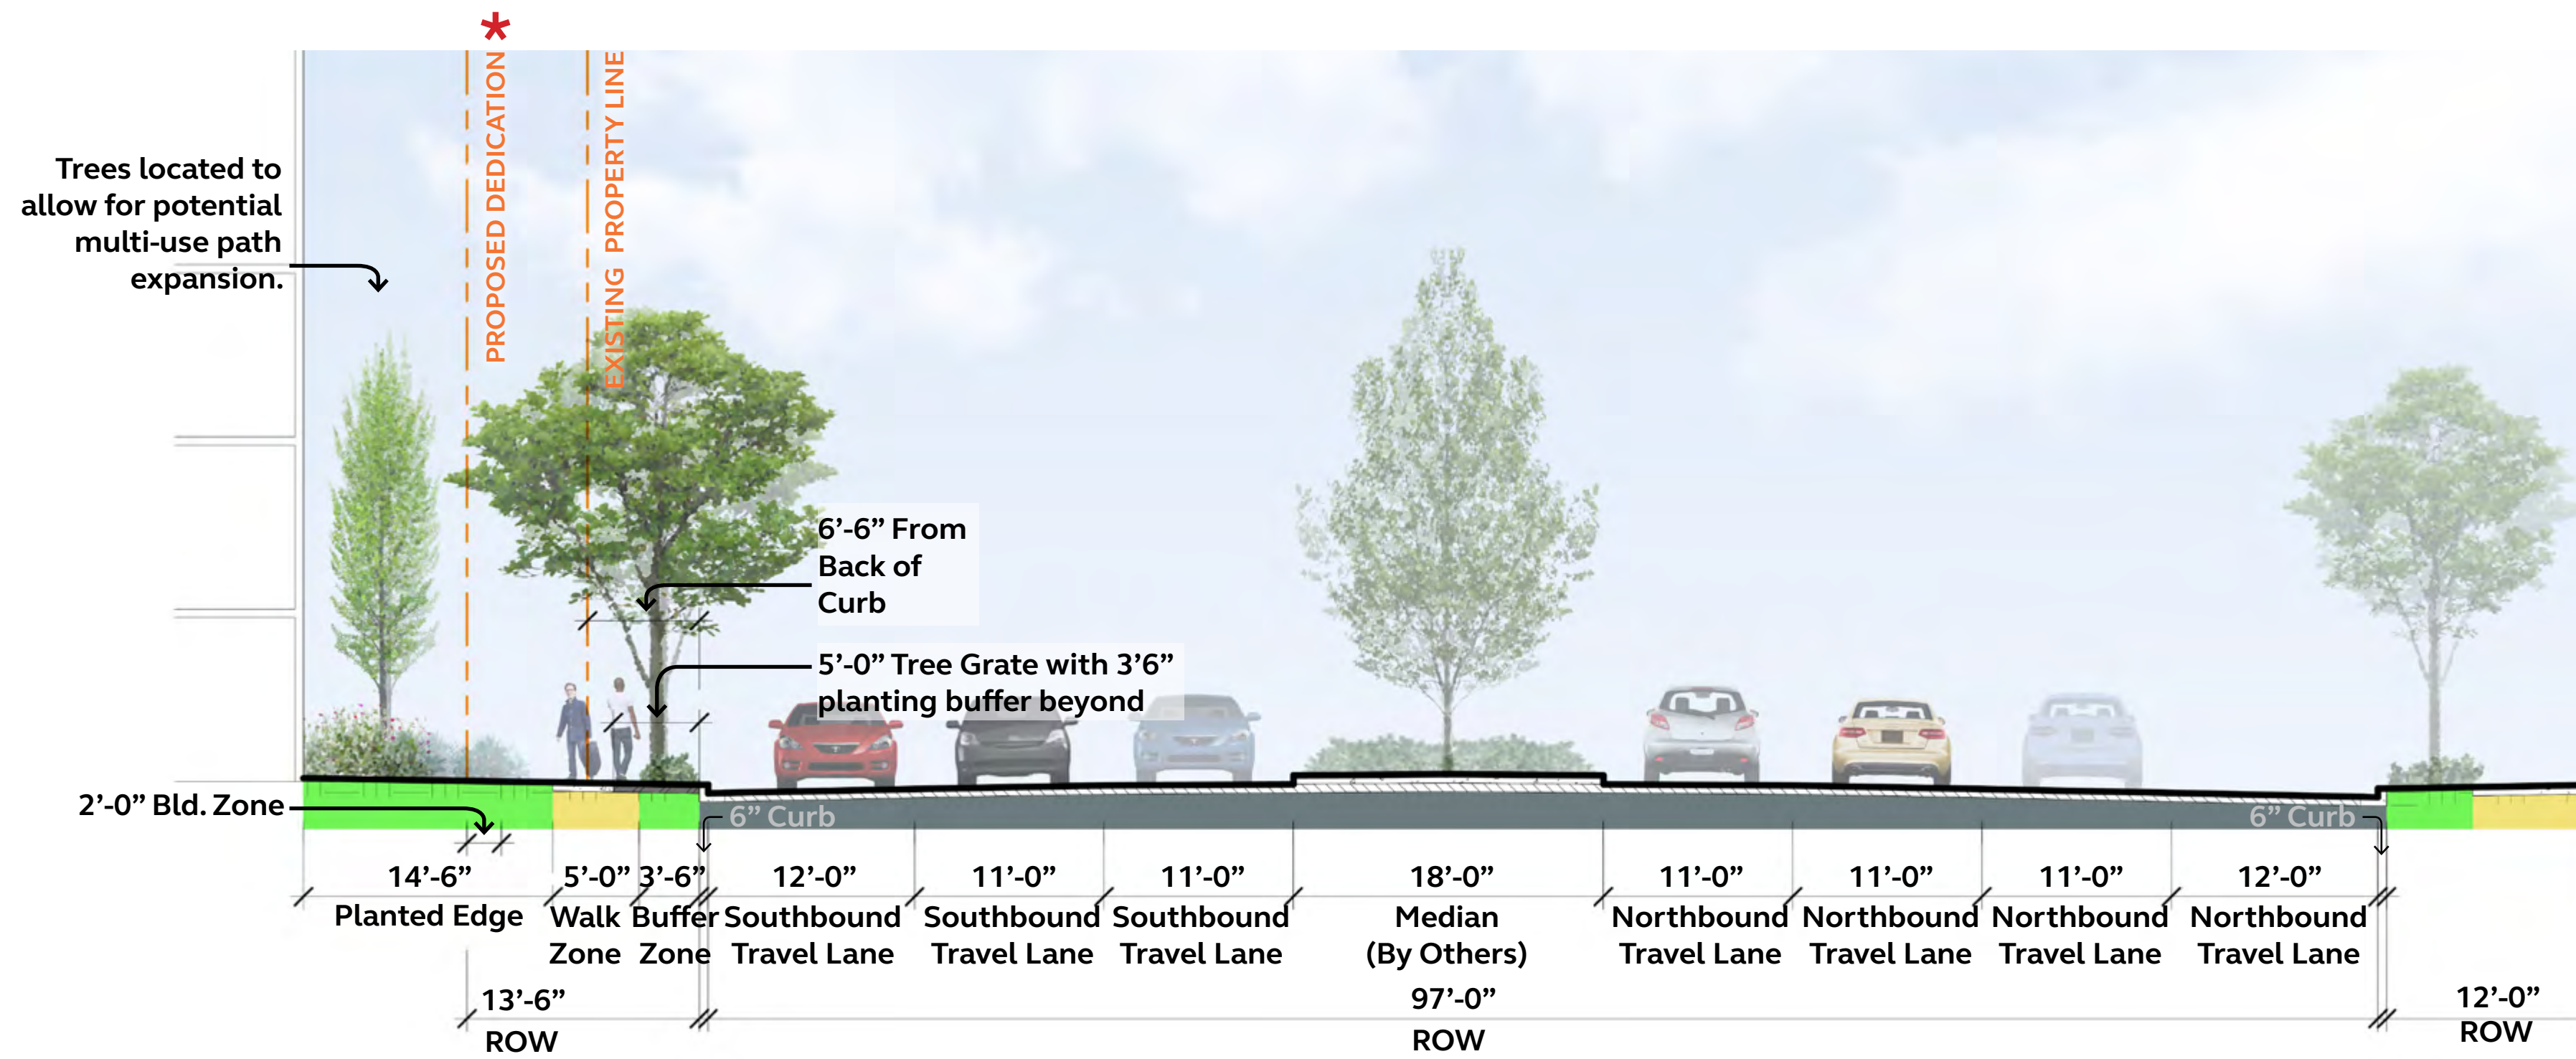 *
PROPOSED DEDICATION
EXISTING PROPERTY LINE
Trees located to
allow for potential
multi-use path
expansion.
6’-6” From
Back of
Curb
5’-0” Tree Grate with 3’6”
planting buffer beyond
2’-0” Bld. Zone
6” Curb
6” Curb
14’-6”
Planted Edge
5’-0”
Walk
Zone
3’-6”
Buffer
Zone
12’-0”
Southbound
Travel Lane
11’-0”
Southbound
Travel Lane
11’-0”
Southbound
Travel Lane
18’-0”
Median
(By Others)
11’-0”
Northbound
Travel Lane
11’-0”
Northbound
Travel Lane
11’-0”
Northbound
Travel Lane
12’-0”
Northbound
Travel Lane
13’-6”
ROW
97’-0”
ROW
12’-0”
ROW